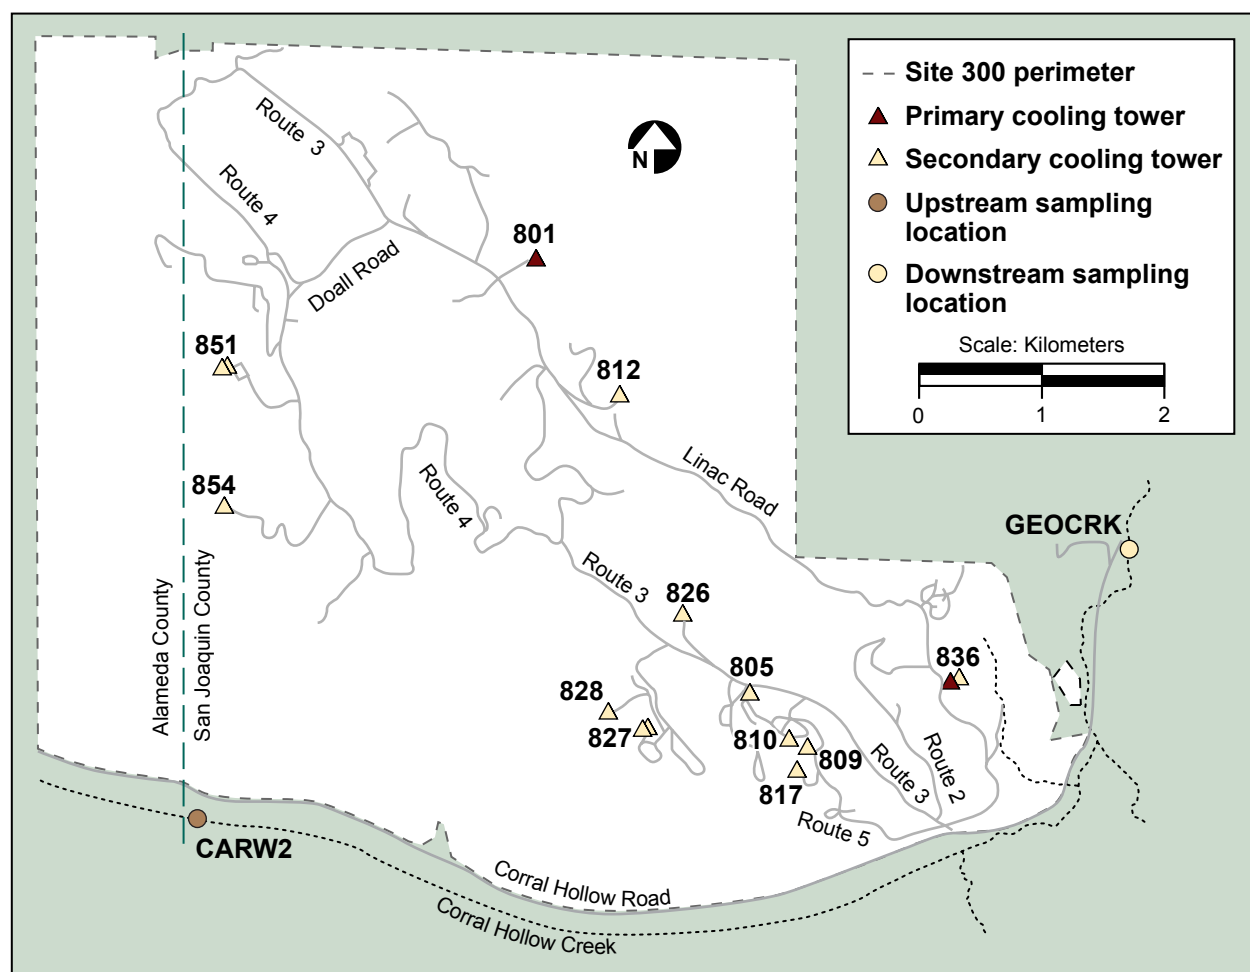 Site 300 perimeter
Primary cooling tower
Secondary cooling tower
Upstream sampling
location
Downstream sampling
location
Scale: Kilometers
0 1 2
N
Route 3
Route 4
Doall Road
801
851
812
854
Route 4
Linac Road
GEOCRK
Alameda County
San Joaquin County
Route 3
826
805
836
828
827
810
809
817
Route 3
Route 2
Route 5
CARW2
Corral Hollow Road
Corral Hollow Creek